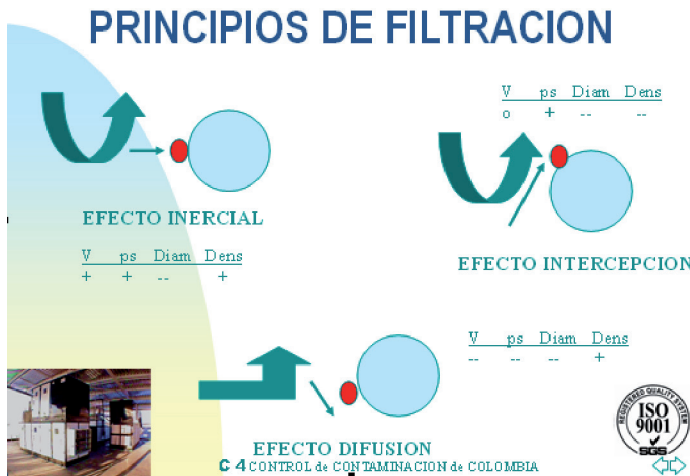 PRINCIPIOS DE FILTRACION
V ps Diam Dens
o + -- --
EFECTO INERCIAL
V ps Diam Dens
+ + -- +
EFECTO INTERCEPCION
V ps Diam Dens
-- -- -- +
EFECTO DIFUSION
C 4 CONTROL de CONTAMINACION de COLOMBIA
REGISTERED QUALITY SYSTEM
ISO
9001
SGS